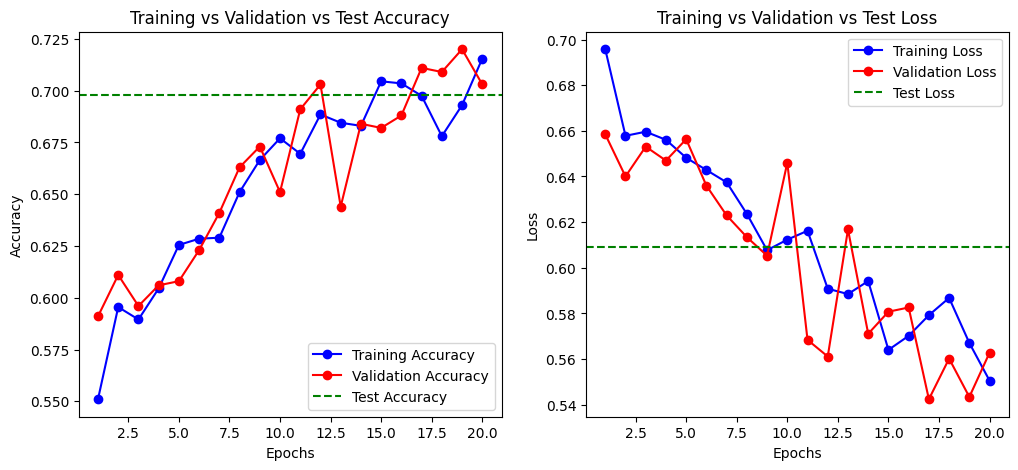 Training vs Validation vs Test Accuracy
Accuracy
0.725
0.700
0.675
0.650
0.625
0.600
0.575
0.550
Training Accuracy
Validation Accuracy
Test Accuracy
2.5 5.0 7.5 10.0 12.5 15.0 17.5 20.0
Epochs
Training vs Validation vs Test Loss
Loss
0.70
0.68
0.66
0.64
0.62
0.60
0.58
0.56
0.54
Training Loss
Validation Loss
Test Loss
2.5 5.0 7.5 10.0 12.5 15.0 17.5 20.0
Epochs